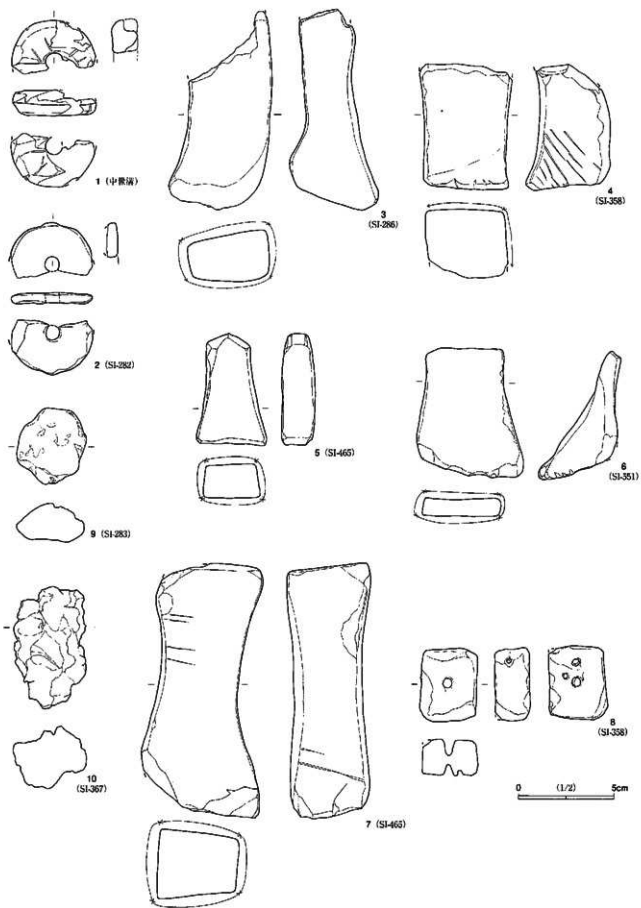 1 (中世溝)
2 (SI-282)
3
(SI-286)
4
(SI-358)
5 (SI-465)
6
(SI-351)
9 (SI-283)
10
(SI-367)
7 (SI-465)
8
(SI-358)
0 (1/2) 5cm